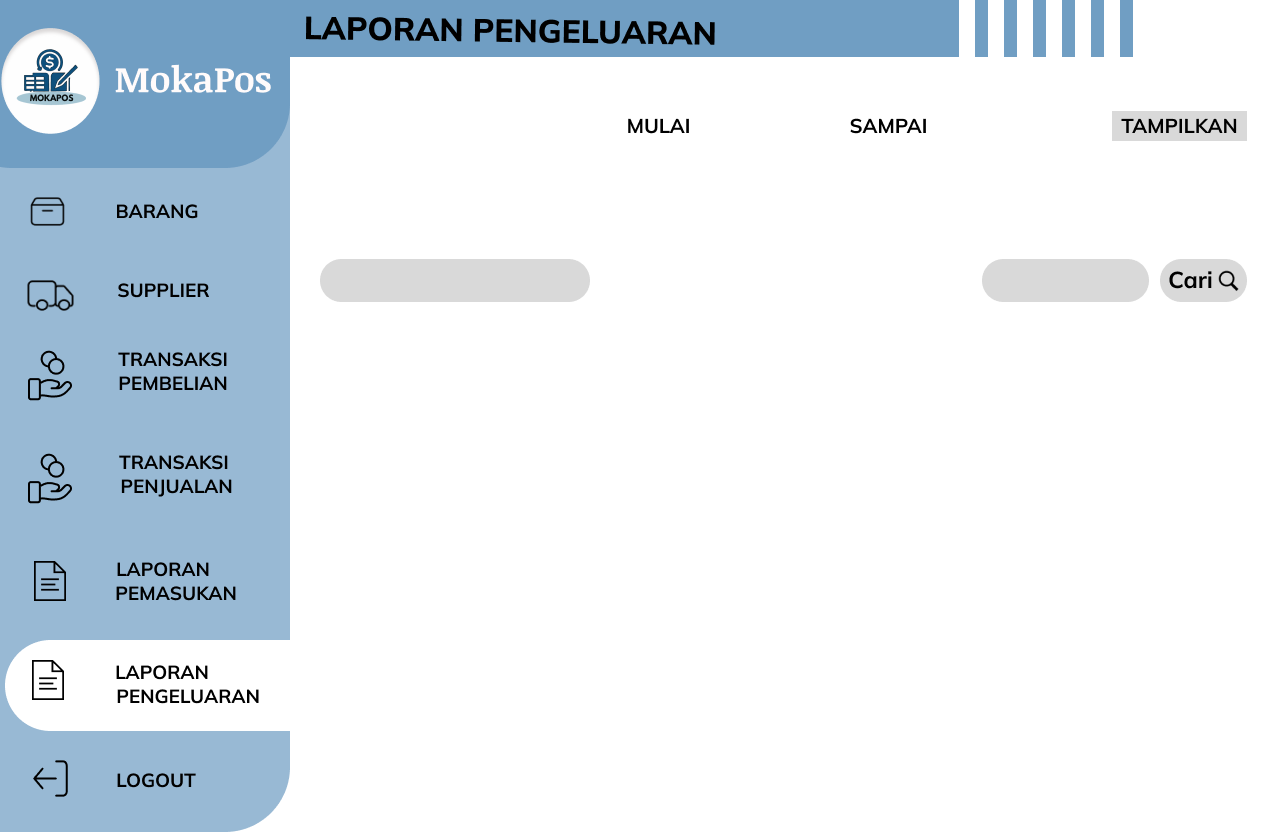 LAPORAN PENGELUARAN
MOKAPOS
MokaPos
MULAI
SAMPAI
TAMPILKAN
BARANG
SUPPLIER
TRANSAKSI
PEMBELIAN
TRANSAKSI
PENJUALAN
LAPORAN
PEMASUKAN
LAPORAN
PENGELUARAN
LOGOUT
Cari